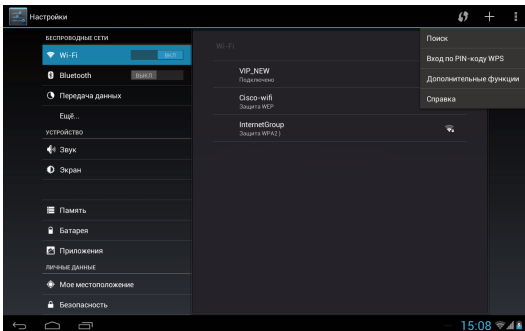 Настройки
БЕСПРОВОДНЫЕ СЕТИ
Wi-Fi
ВКЛ
Bluetooth
ВЫКЛ
Передача данных
Ещё...
УСТРОЙСТВО
Звук
Экран
Память
Батарея
Приложения
ЛИЧНЫЕ ДАННЫЕ
Мое местоположение
Безопасность
Wi-Fi
VIP_NEW
Подключено
Cisco-wifi
Защита WEP
InternetGroup
Защита WPA2 )
Поиск
Вход по PIN-коду WPS
Дополнительные функции
Справка
15:08